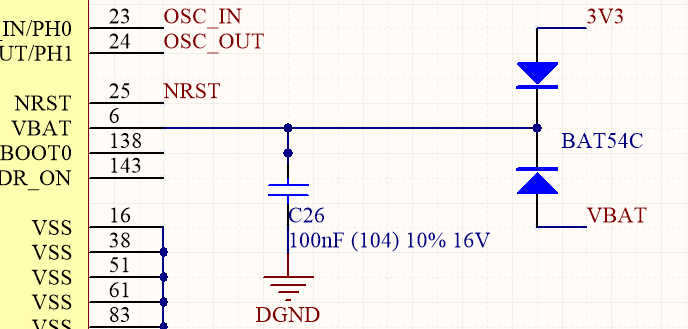 23 OSC_IN 3V3
_IN/PH0
24 OSC_OUT
UT/PH1
25 NRST
NRST
6
VBAT
138 BAT54C
BOOT0
143
DR_ON
16 C26 VBAT
VSS
38 100nF (104) 10% 16V
VSS
51
VSS
61
VSS DGND
83
VSS